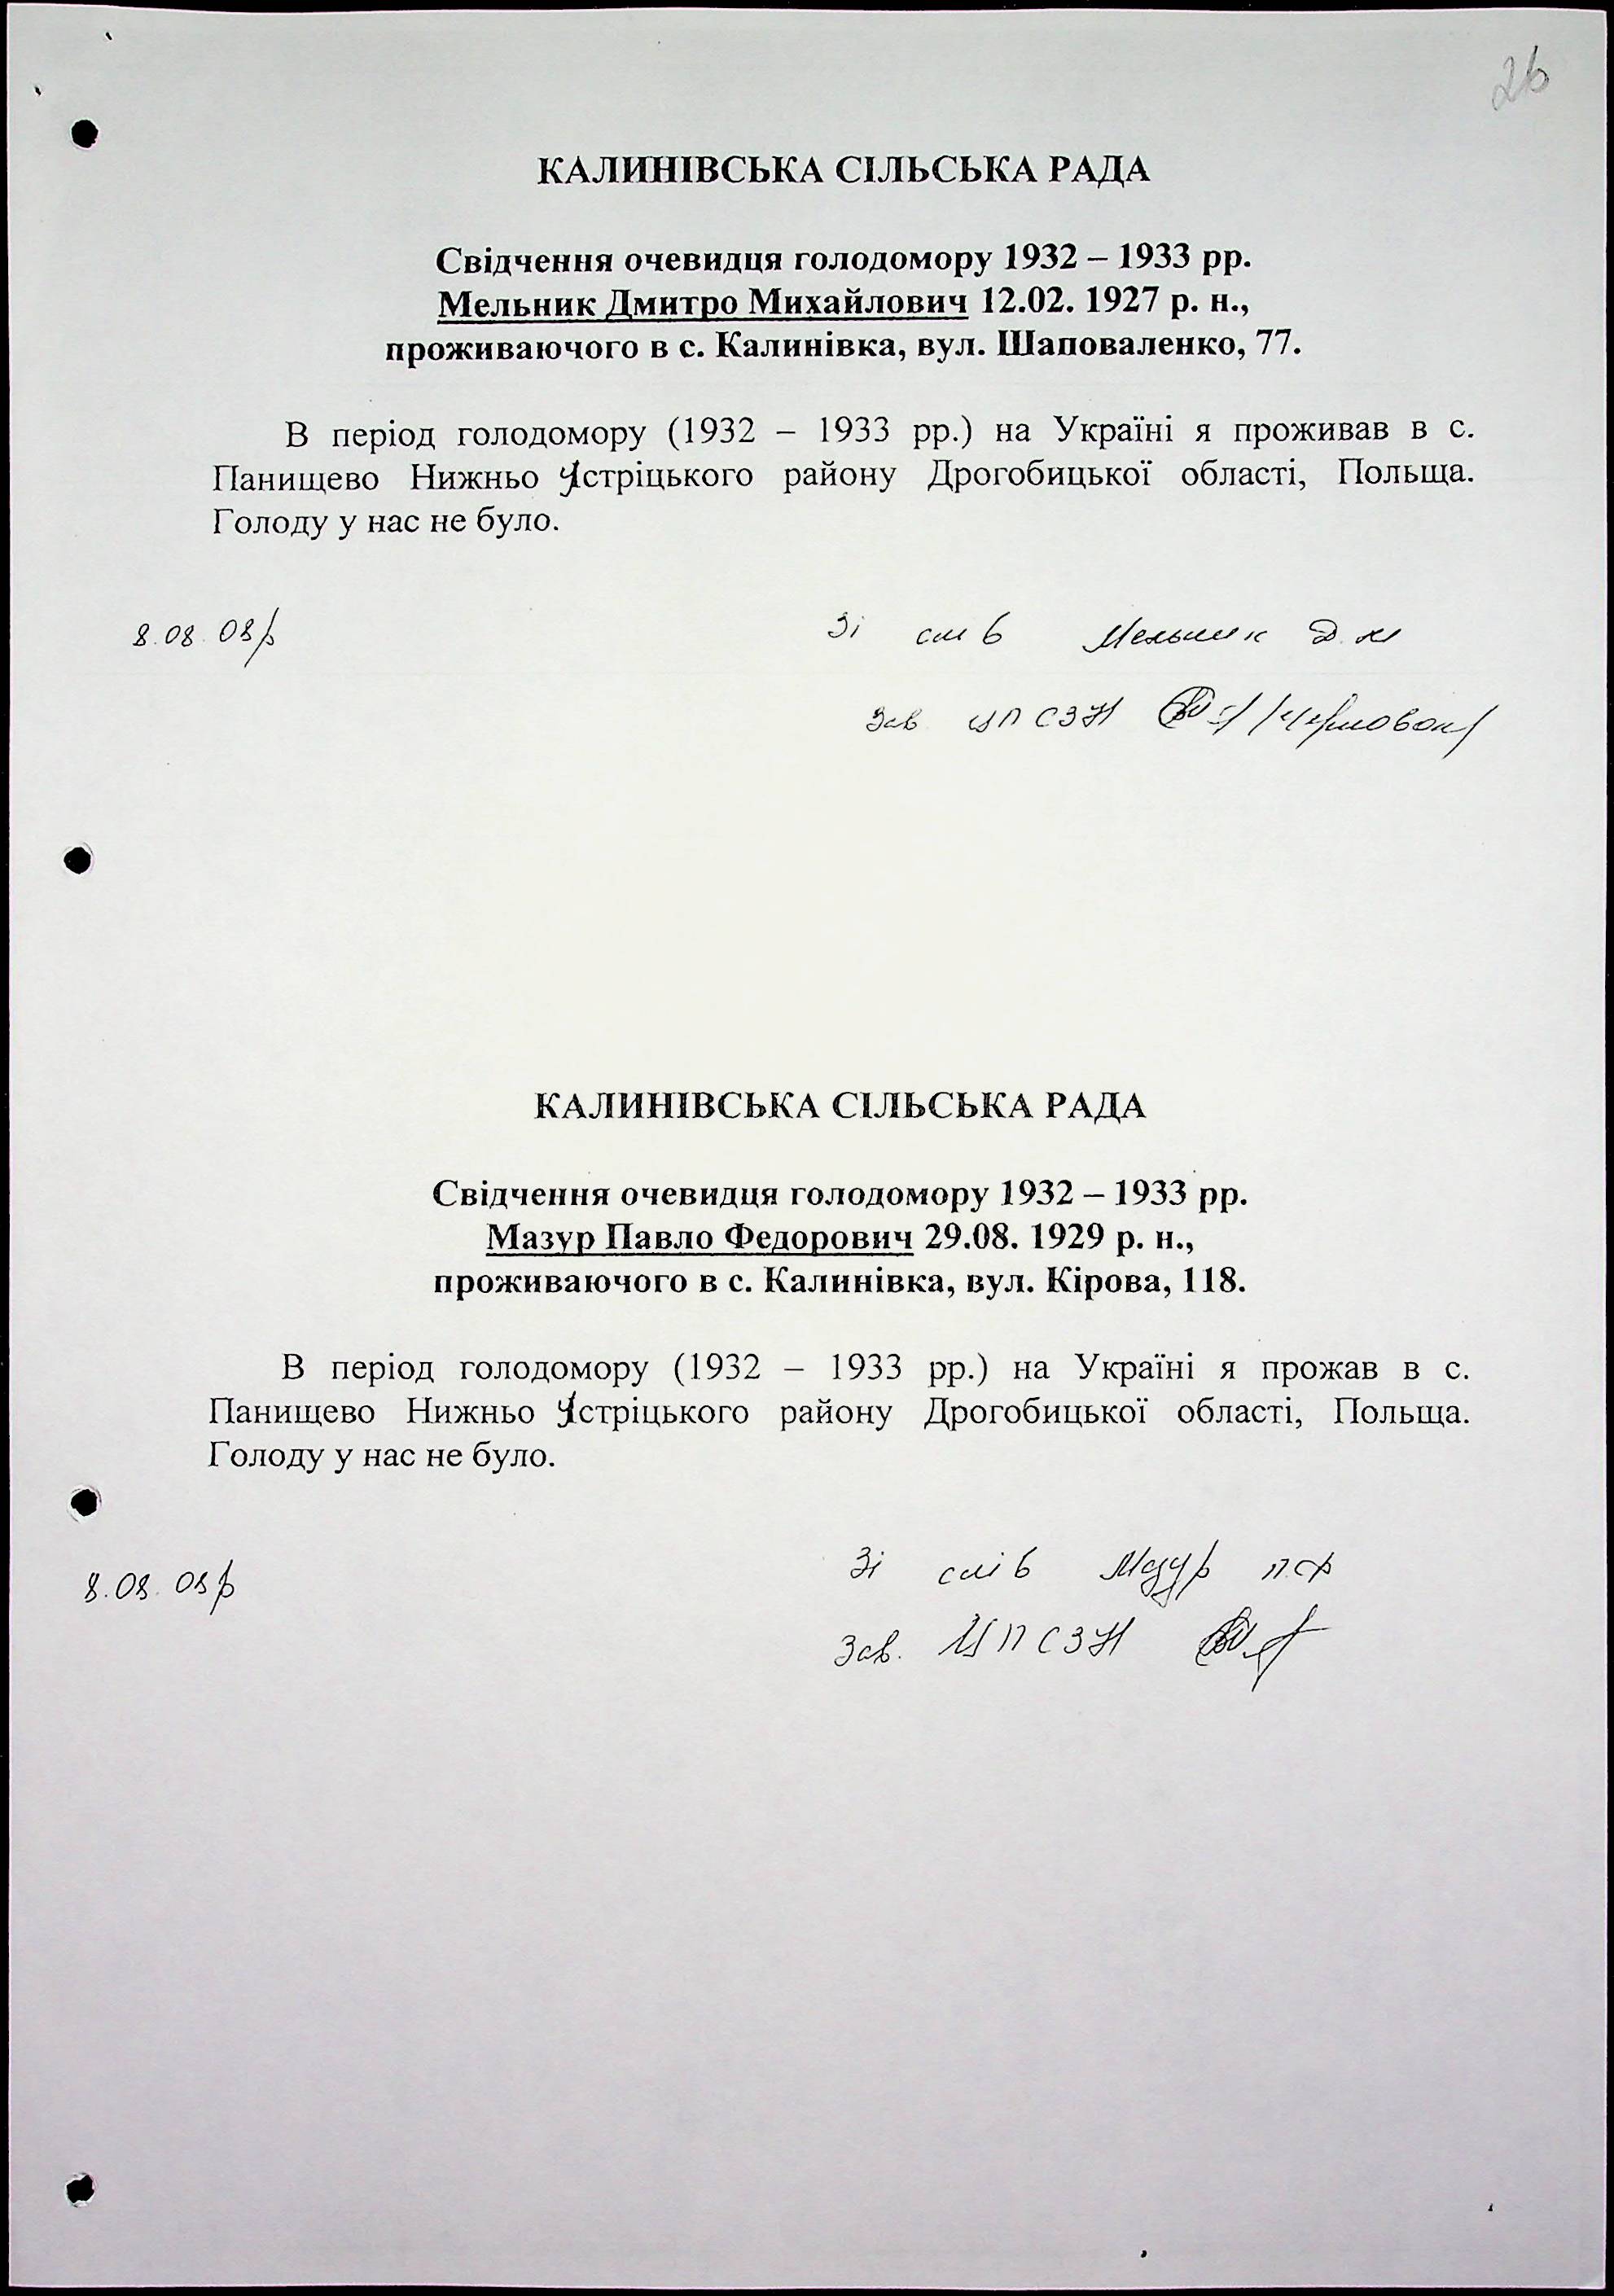 26
КАЛИНІВСЬКА СІЛЬСЬКА РАДА
Свідчення очевидця голодомору 1932 – 1933 рр.
Мельник Дмитро Михайлович 12.02. 1927 р. н.,
проживаючого в с. Калинівка, вул. Шаповаленко, 77.
В період голодомору (1932 – 1933 рр.) на Україні я проживав в с.
Панищево Нижньо Устріцького району Дрогобицької області, Польща.
Голоду у нас не було.
8.08.08р Зі слів Мельник Д.М
Зав ЦПСЗН
КАЛИНІВСЬКА СІЛЬСЬКА РАДА
Свідчення очевидця голодомору 1932 – 1933 рр.
Мазур Павло Федорович 29.08. 1929 р. н.,
проживаючого в с. Калинівка, вул. Кірова, 118.
В період голодомору (1932 – 1933 рр.) на Україні я прожав в с.
Панищево Нижньо Устріцького району Дрогобицької області, Польща.
Голоду у нас не було.
8.08.08р Зі слів Мазур П.Ф
Зав. ЦПСЗН